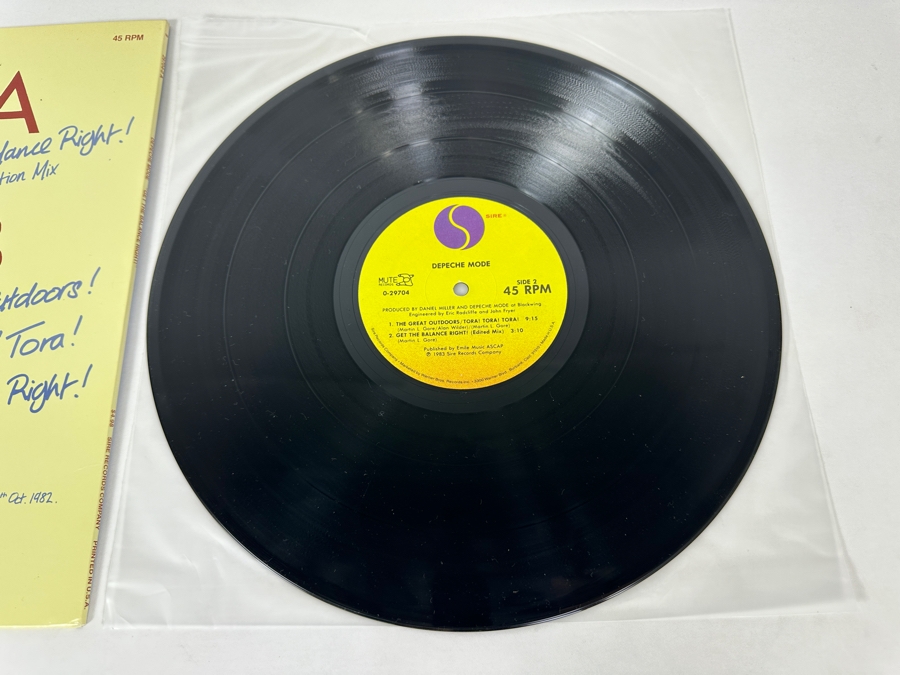 45 RPM
A
lance Right!
tion Mix
B
utdoors!
Tora!
Right!
th Oct. 1982.
SIRE RECORDS COMPANY PRINTED IN U.S.A.
SIRE®
DEPECHE MODE
MUTE
0-29704
SIDE 2
45 RPM
PRODUCED BY DANIEL MILLER AND DEPECHE MODE at Blackwing
Engineered by Eric Radcliffe and John Fryer
1. THE GREAT OUTDOORS/TORA! TORA! TORA! 9:15
(Martin L. Gore/Alan Wilder)/(Martin L. Gore)
2. GET THE BALANCE RIGHT! (Edited Mix) 3:10
(Martin L. Gore)
Published by Emile Music ASCAP
℗ 1983 Sire Records Company